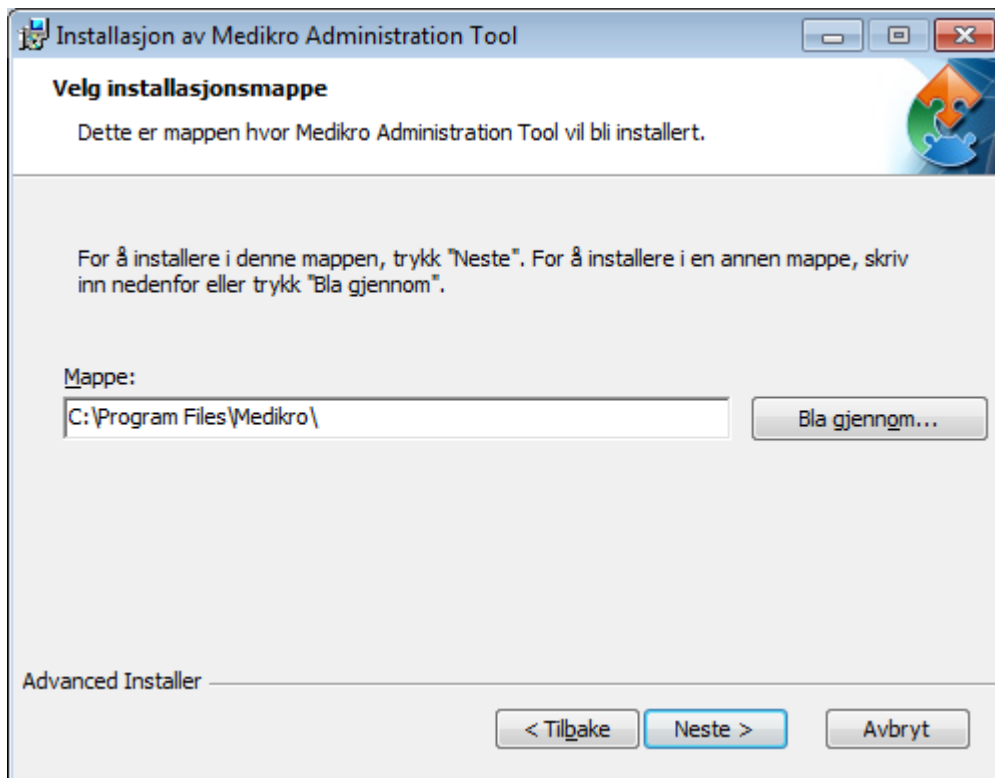 Installasjon av Medikro Administration Tool
Velg installasjonsmappe
Dette er mappen hvor Medikro Administration Tool vil bli installert.
For å installere i denne mappen, trykk "Neste". For å installere i en annen mappe, skriv
inn nedenfor eller trykk "Bla gjennom".
Mappe:
C:\Program Files\Medikro\
Bla gjennom...
Advanced Installer
< Tilbake
Neste >
Avbryt